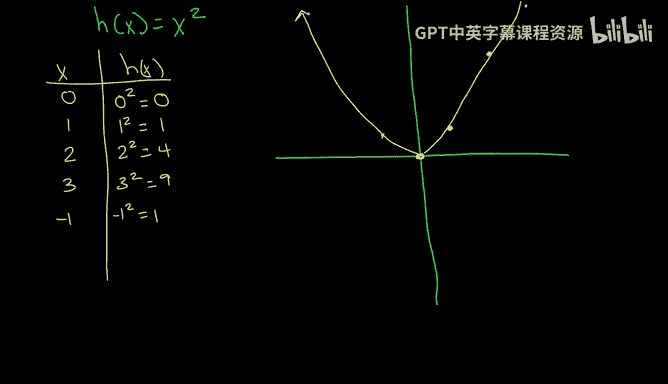 h(x) = x²
GPT中英字幕课程资源 bilibili
x h(x)
0 0² = 0
1 1² = 1
2 2² = 4
3 3² = 9
-1 -1² = 1